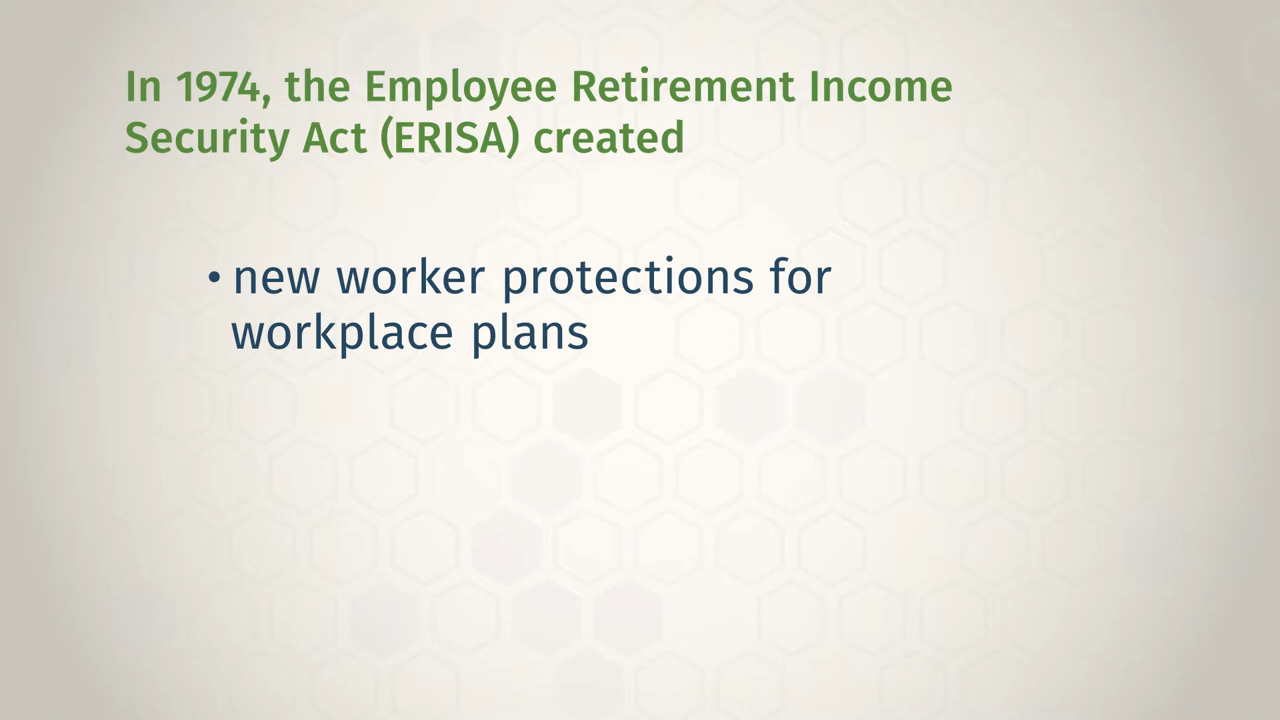 In 1974, the Employee Retirement Income
Security Act (ERISA) created
• new worker protections for
workplace plans